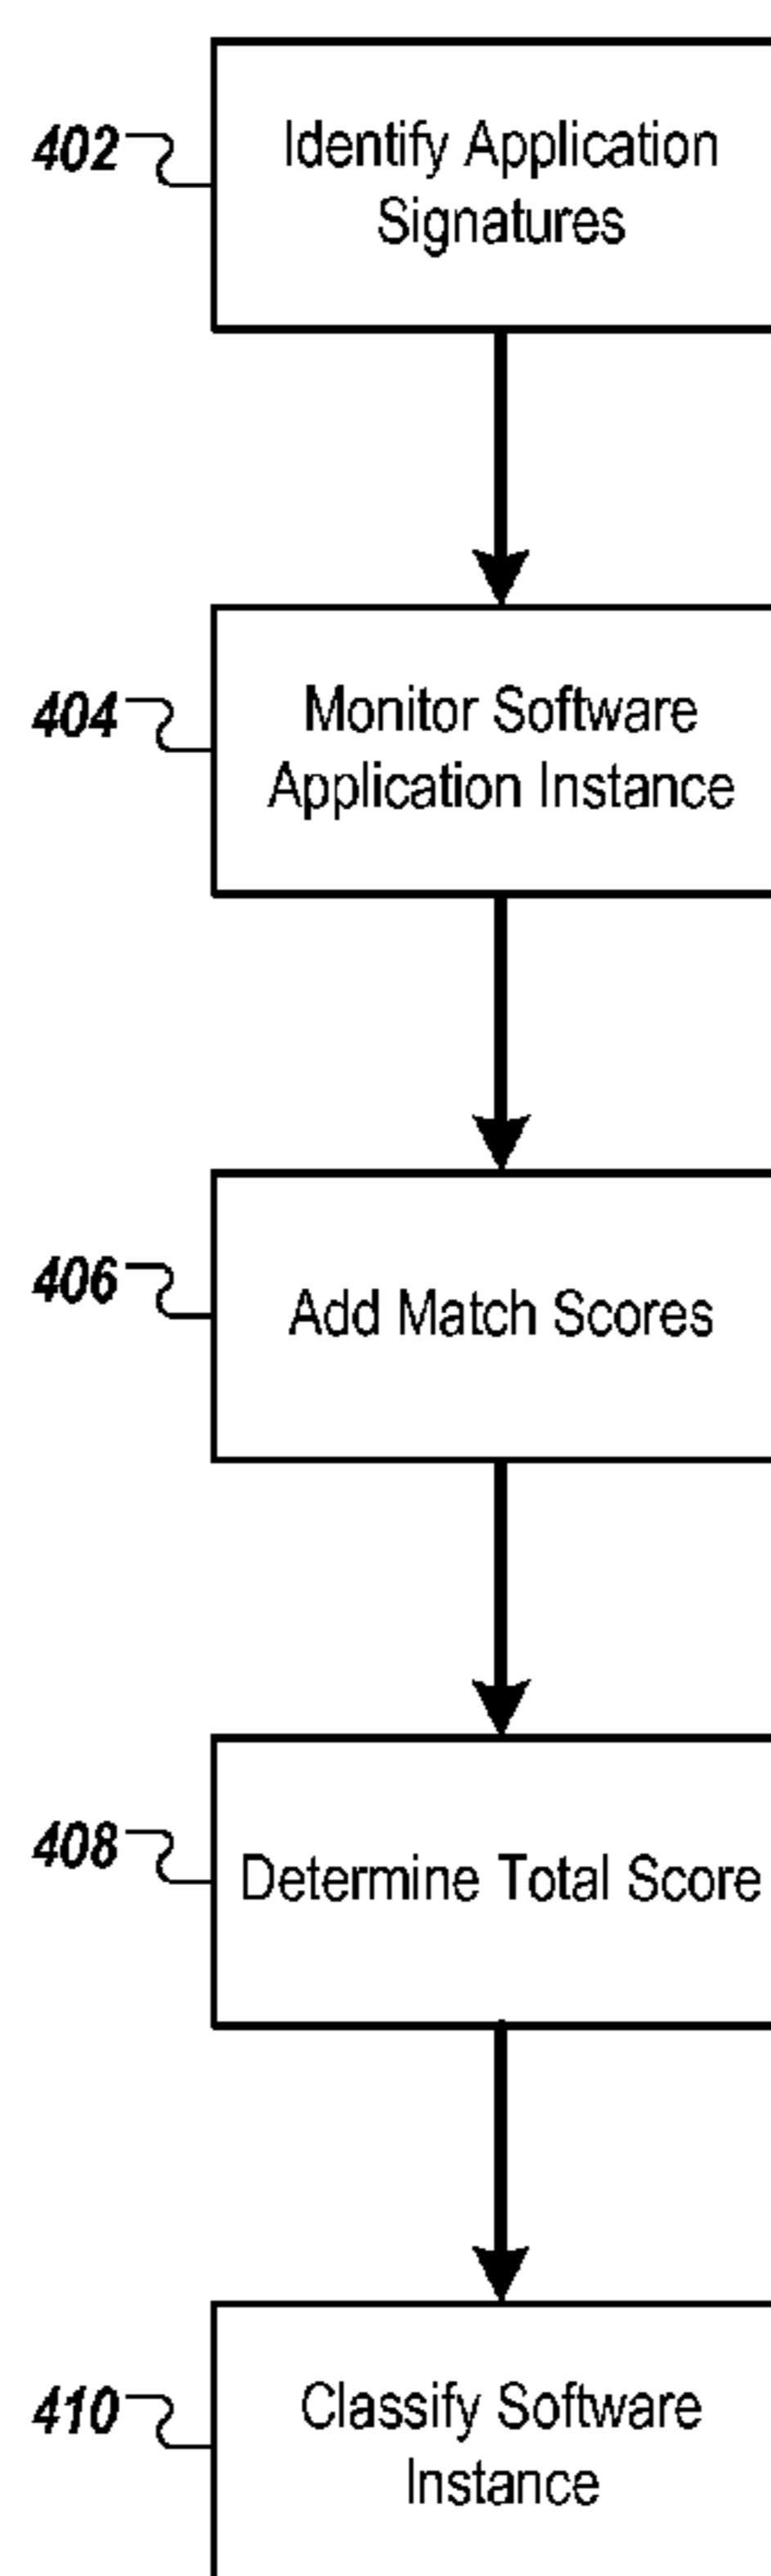 402
Identify Application
Signatures
404
Monitor Software
Application Instance
406
Add Match Scores
408
Determine Total Score
410
Classify Software
Instance